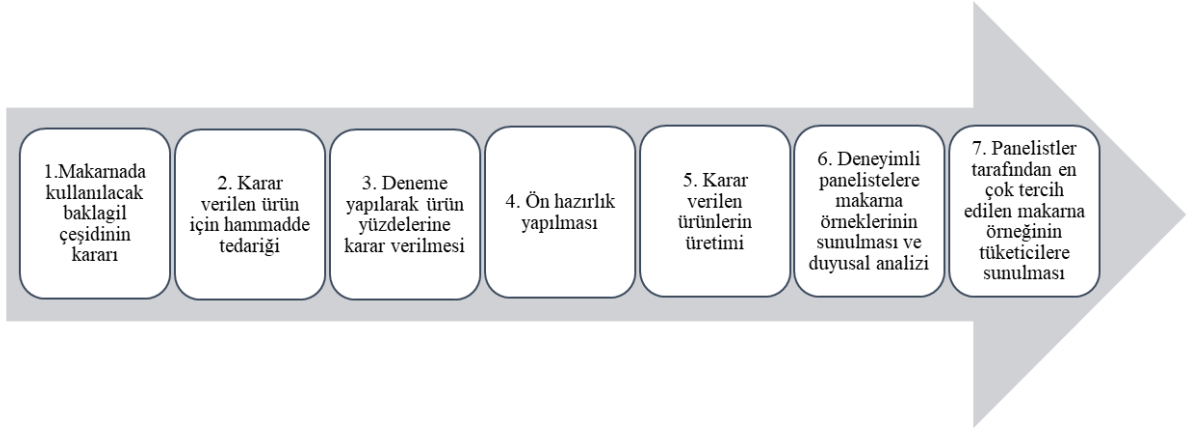 1.Makarnada
kullanılacak
baklagil
çeşidinin
kararı
2. Karar
verilen ürün
için hammadde
tedariği
3. Deneme
yapılarak ürün
yüzdelerine
karar verilmesi
4. Ön hazırlık
yapılması
5. Karar
verilen
ürünlerin
üretimi
6. Deneyimli
panelistelere
makarna
örneklerinin
sunulması ve
duyusal analizi
7. Panelistler
tarafından en
çok tercih
edilen makarna
örneğinin
tüketicilere
sunulması